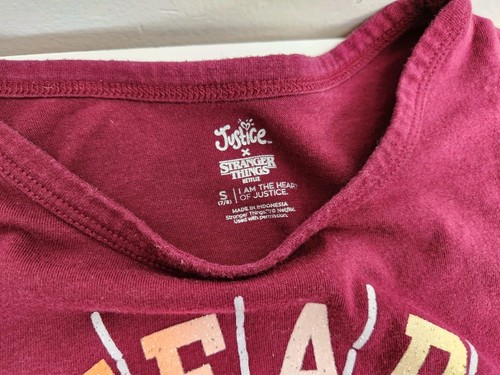 Justice
×
STRANGER
THINGS
NETFLIX
S | I AM THE HEART
(7/8) | OF JUSTICE.
MADE IN INDONESIA
Stranger Things™/© Netflix.
Used with permission.